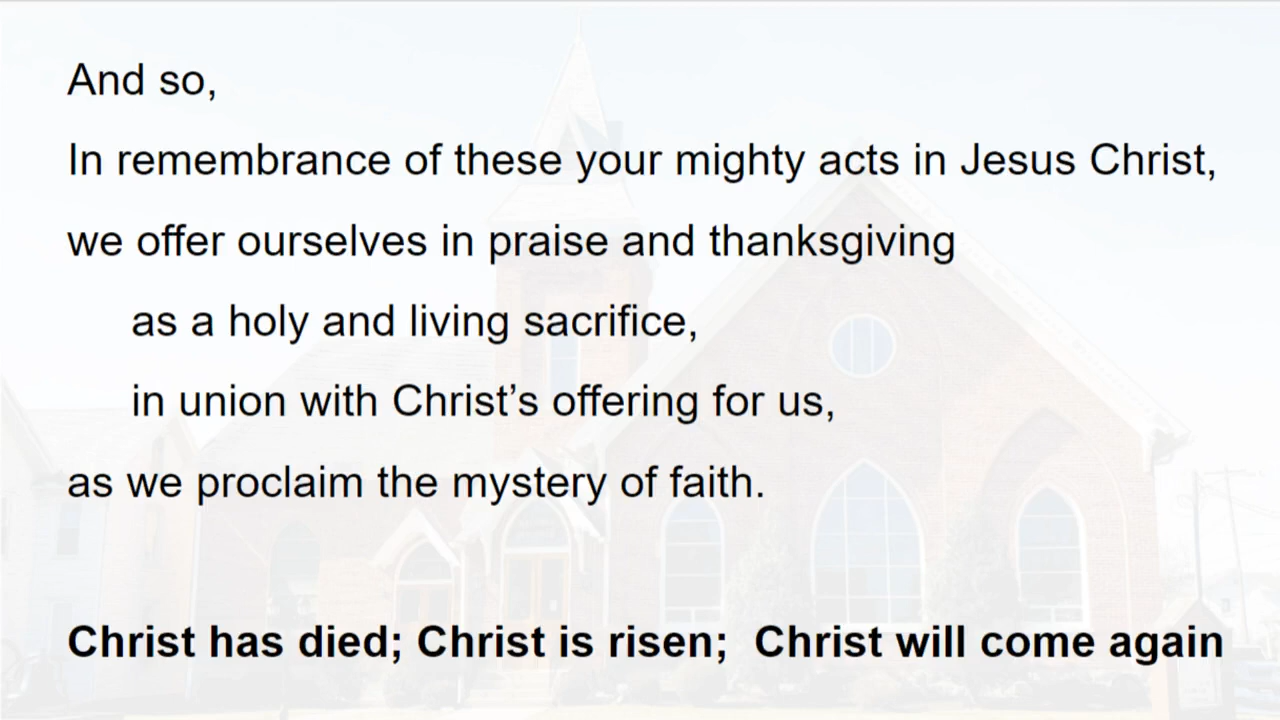 And so,
In remembrance of these your mighty acts in Jesus Christ,
we offer ourselves in praise and thanksgiving
as a holy and living sacrifice,
in union with Christ’s offering for us,
as we proclaim the mystery of faith.
Christ has died; Christ is risen;  Christ will come again